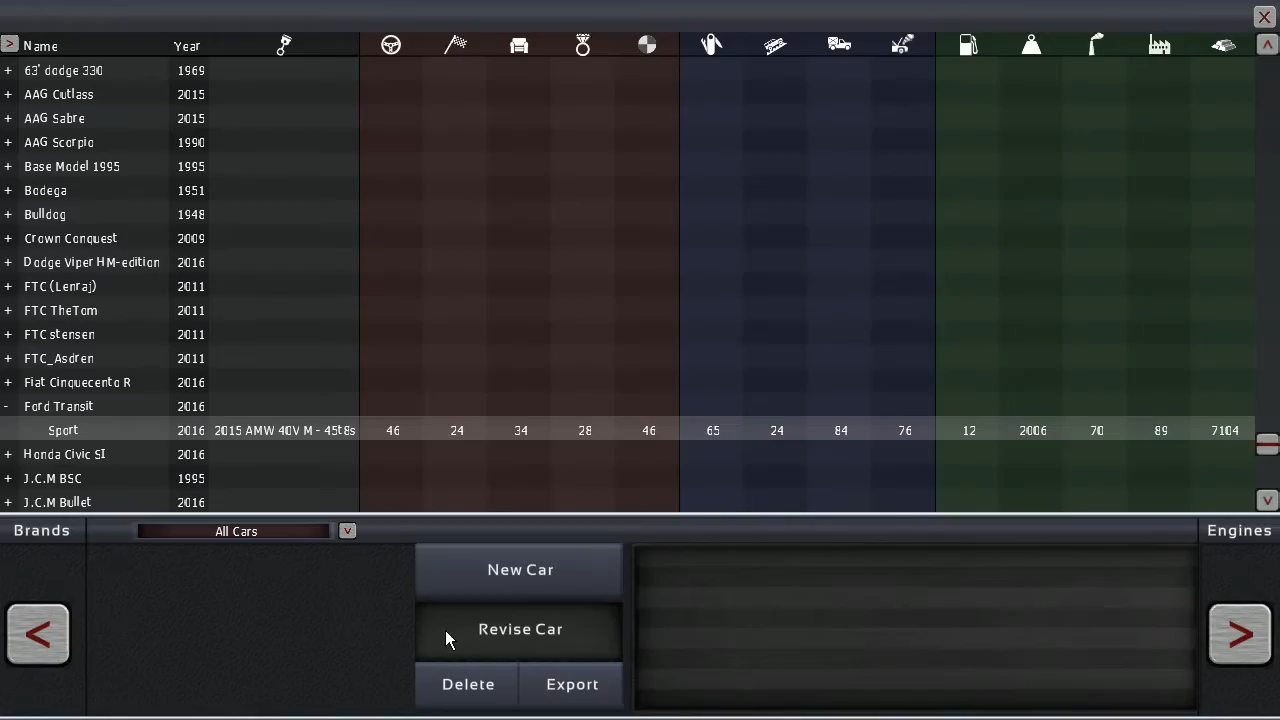 > Name Year
+ 63' dodge 330 1969
+ AAG Cutlass 2015
+ AAG Sabre 2015
+ AAG Scorpio 1990
+ Base Model 1995 1995
+ Bodega 1951
+ Bulldog 1948
+ Crown Conquest 2009
+ Dodge Viper HM-edition 2016
+ FTC (Lenraj) 2011
+ FTC TheTom 2011
+ FTC stensen 2011
+ FTC_Asdren 2011
+ Fiat Cinquecento R 2016
- Ford Transit 2016
Sport 2016 2015 AMW 40V M - 45t8s 46 24 34 28 46 65 24 84 76 12 2006 70 89 7104
+ Honda Civic SI 2016
+ J.C.M BSC 1995
+ J.C.M Bullet 2016
Brands All Cars Engines
New Car
Revise Car
< >
Delete Export